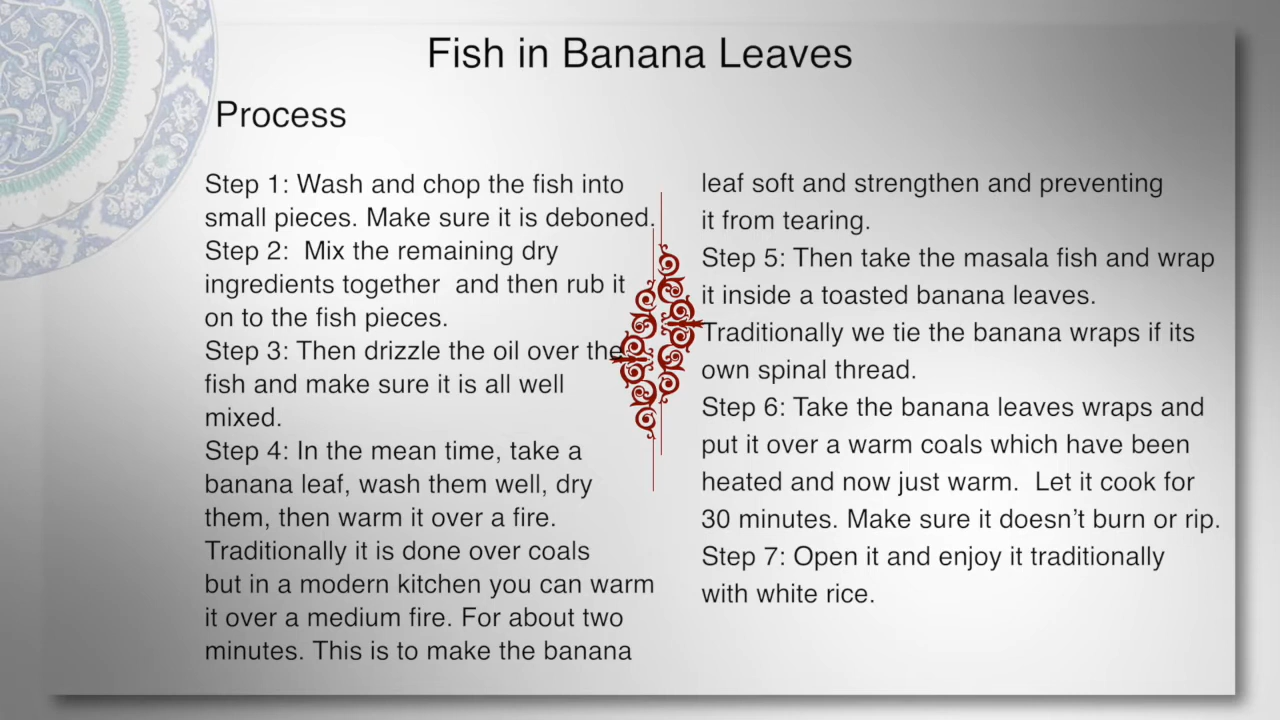 Fish in Banana Leaves
Process
Step 1: Wash and chop the fish into
small pieces. Make sure it is deboned.
Step 2:  Mix the remaining dry
ingredients together  and then rub it
on to the fish pieces.
Step 3: Then drizzle the oil over the
fish and make sure it is all well
mixed.
Step 4: In the mean time, take a
banana leaf, wash them well, dry
them, then warm it over a fire.
Traditionally it is done over coals
but in a modern kitchen you can warm
it over a medium fire. For about two
minutes. This is to make the banana
leaf soft and strengthen and preventing
it from tearing.
Step 5: Then take the masala fish and wrap
it inside a toasted banana leaves.
Traditionally we tie the banana wraps if its
own spinal thread.
Step 6: Take the banana leaves wraps and
put it over a warm coals which have been
heated and now just warm.  Let it cook for
30 minutes. Make sure it doesn’t burn or rip.
Step 7: Open it and enjoy it traditionally
with white rice.